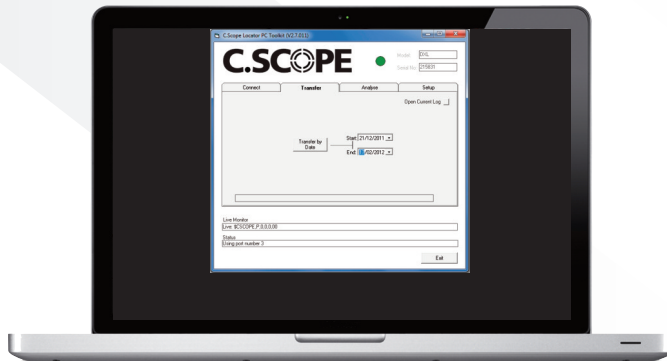 C.Scope Locator PC Toolkit (V2.7.011)
C.SCOPE
Model: DXL
Serial No: 215831
Connect Transfer Analyse Setup
Open Current Log
Transfer by
Date
Start: 21/12/2011
End: /02/2012
Live Monitor
Live: $CSCOPE,P,0,0,0,00
Status
Using port number 3
Exit